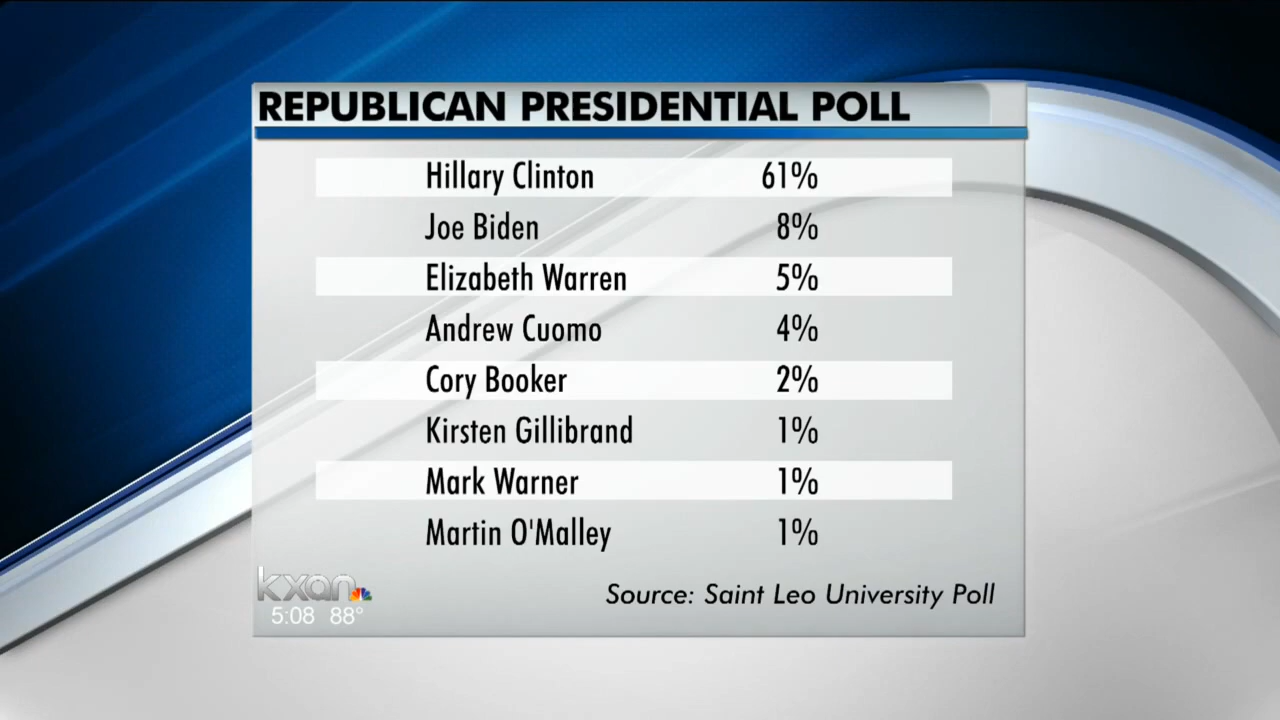 REPUBLICAN PRESIDENTIAL POLL
Hillary Clinton 61%
Joe Biden 8%
Elizabeth Warren 5%
Andrew Cuomo 4%
Cory Booker 2%
Kirsten Gillibrand 1%
Mark Warner 1%
Martin O'Malley 1%
Source: Saint Leo University Poll
kxan
5:08 88°